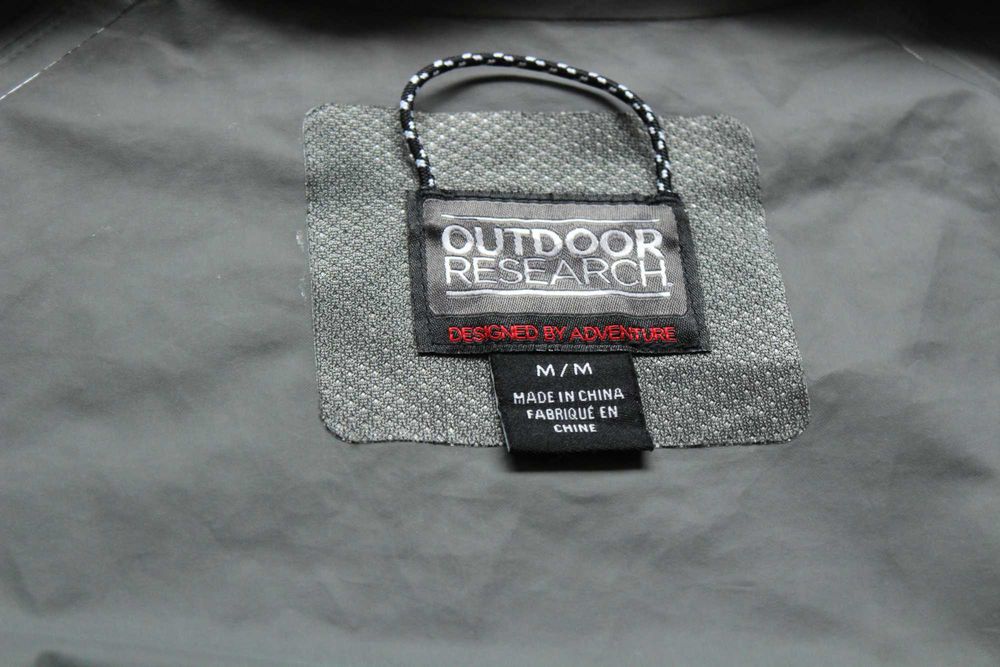 OUTDOOR
RESEARCH
DESIGNED BY ADVENTURE
M/M
MADE IN CHINA
FABRIQUÉ EN
CHINE